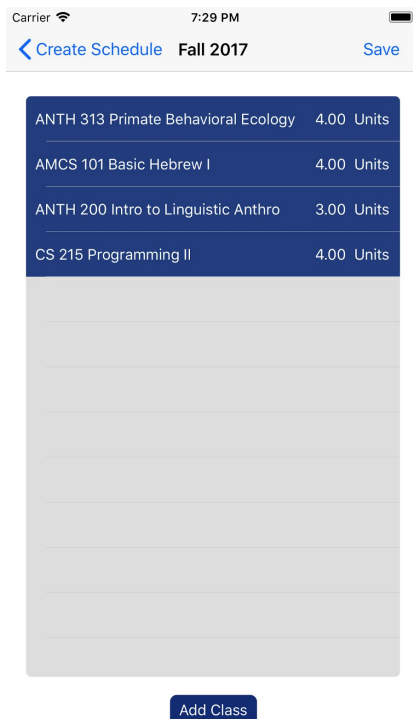 Carrier 7:29 PM
Create Schedule Fall 2017 Save
ANTH 313 Primate Behavioral Ecology 4.00 Units
AMCS 101 Basic Hebrew I 4.00 Units
ANTH 200 Intro to Linguistic Anthro 3.00 Units
CS 215 Programming II 4.00 Units
Add Class